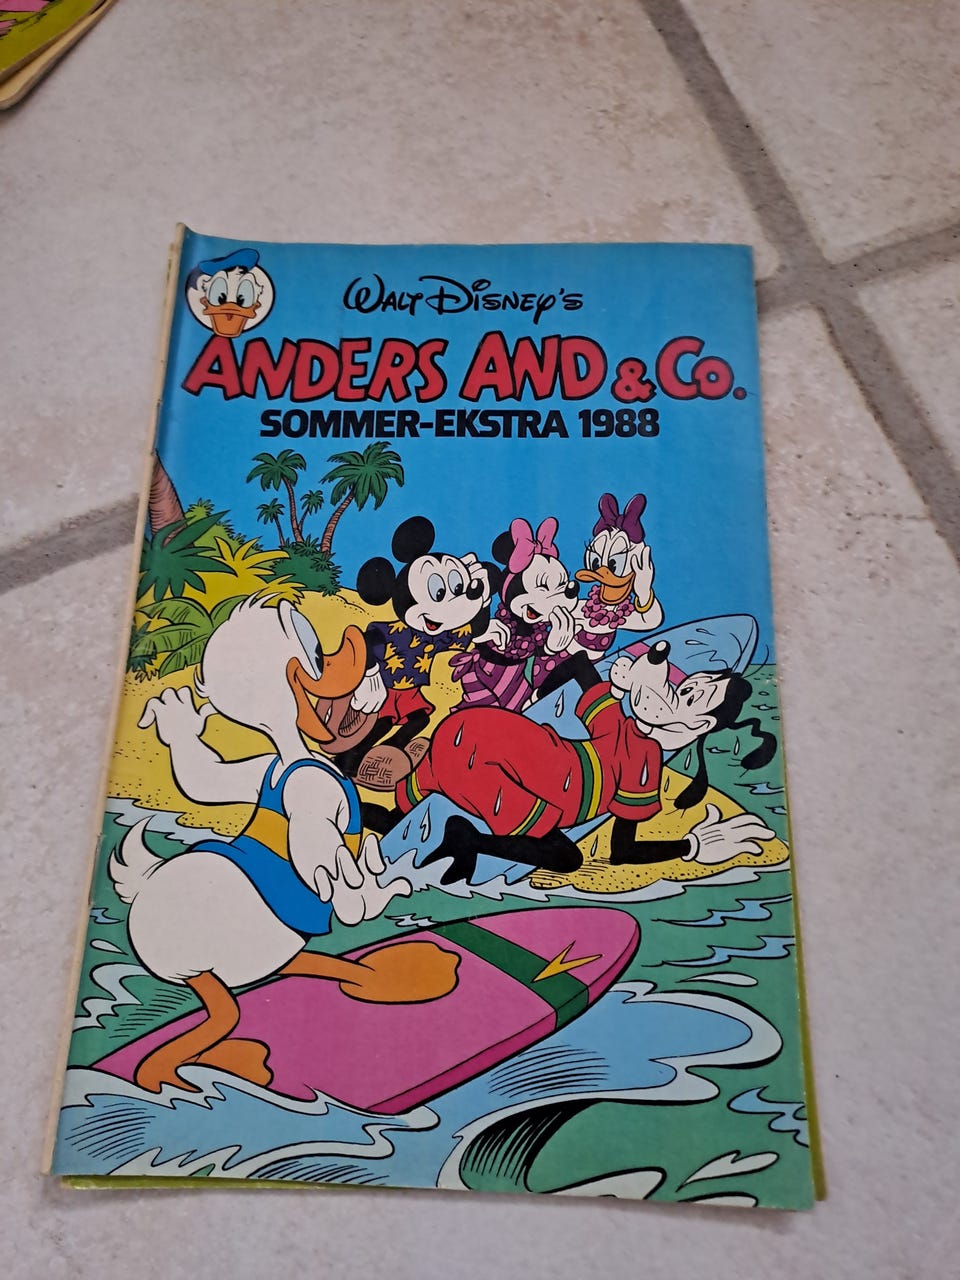 Walt Disney's
ANDERS AND & Co.
SOMMER-EKSTRA 1988